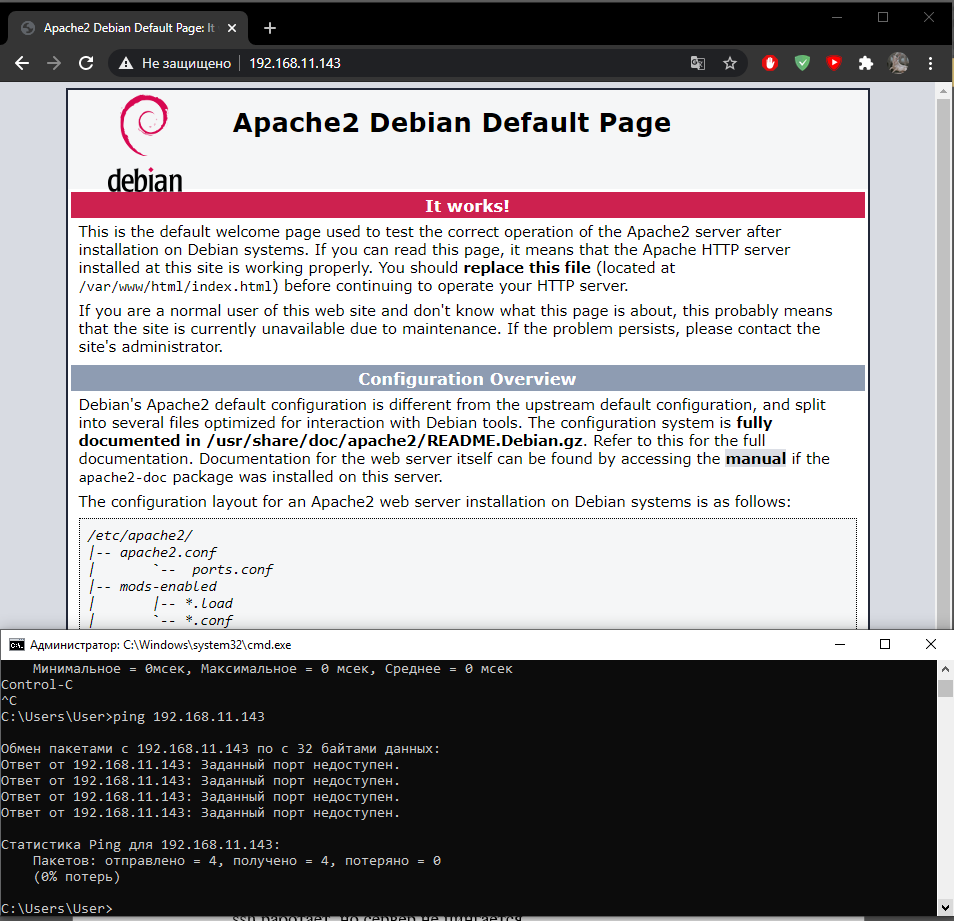 Apache2 Debian Default Page: It
Не защищено
192.168.11.143
debian
Apache2 Debian Default Page
It works!
This is the default welcome page used to test the correct operation of the Apache2 server after
installation on Debian systems. If you can read this page, it means that the Apache HTTP server
installed at this site is working properly. You should replace this file (located at
/var/www/html/index.html) before continuing to operate your HTTP server.
If you are a normal user of this web site and don't know what this page is about, this probably means
that the site is currently unavailable due to maintenance. If the problem persists, please contact the
site's administrator.
Configuration Overview
Debian's Apache2 default configuration is different from the upstream default configuration, and split
into several files optimized for interaction with Debian tools. The configuration system is fully
documented in /usr/share/doc/apache2/README.Debian.gz. Refer to this for the full
documentation. Documentation for the web server itself can be found by accessing the manual if the
apache2-doc package was installed on this server.
The configuration layout for an Apache2 web server installation on Debian systems is as follows:
/etc/apache2/
|-- apache2.conf
|       `--  ports.conf
|-- mods-enabled
|       |-- *.load
|       `-- *.conf
Администратор: C:\Windows\system32\cmd.exe
Минимальное = 0мсек, Максимальное = 0 мсек, Среднее = 0 мсек
Control-C
^C
C:\Users\User>ping 192.168.11.143
Обмен пакетами с 192.168.11.143 по с 32 байтами данных:
Ответ от 192.168.11.143: Заданный порт недоступен.
Ответ от 192.168.11.143: Заданный порт недоступен.
Ответ от 192.168.11.143: Заданный порт недоступен.
Ответ от 192.168.11.143: Заданный порт недоступен.
Статистика Ping для 192.168.11.143:
Пакетов: отправлено = 4, получено = 4, потеряно = 0
(0% потерь)
C:\Users\User>
ssh работает, но сервер не пингается